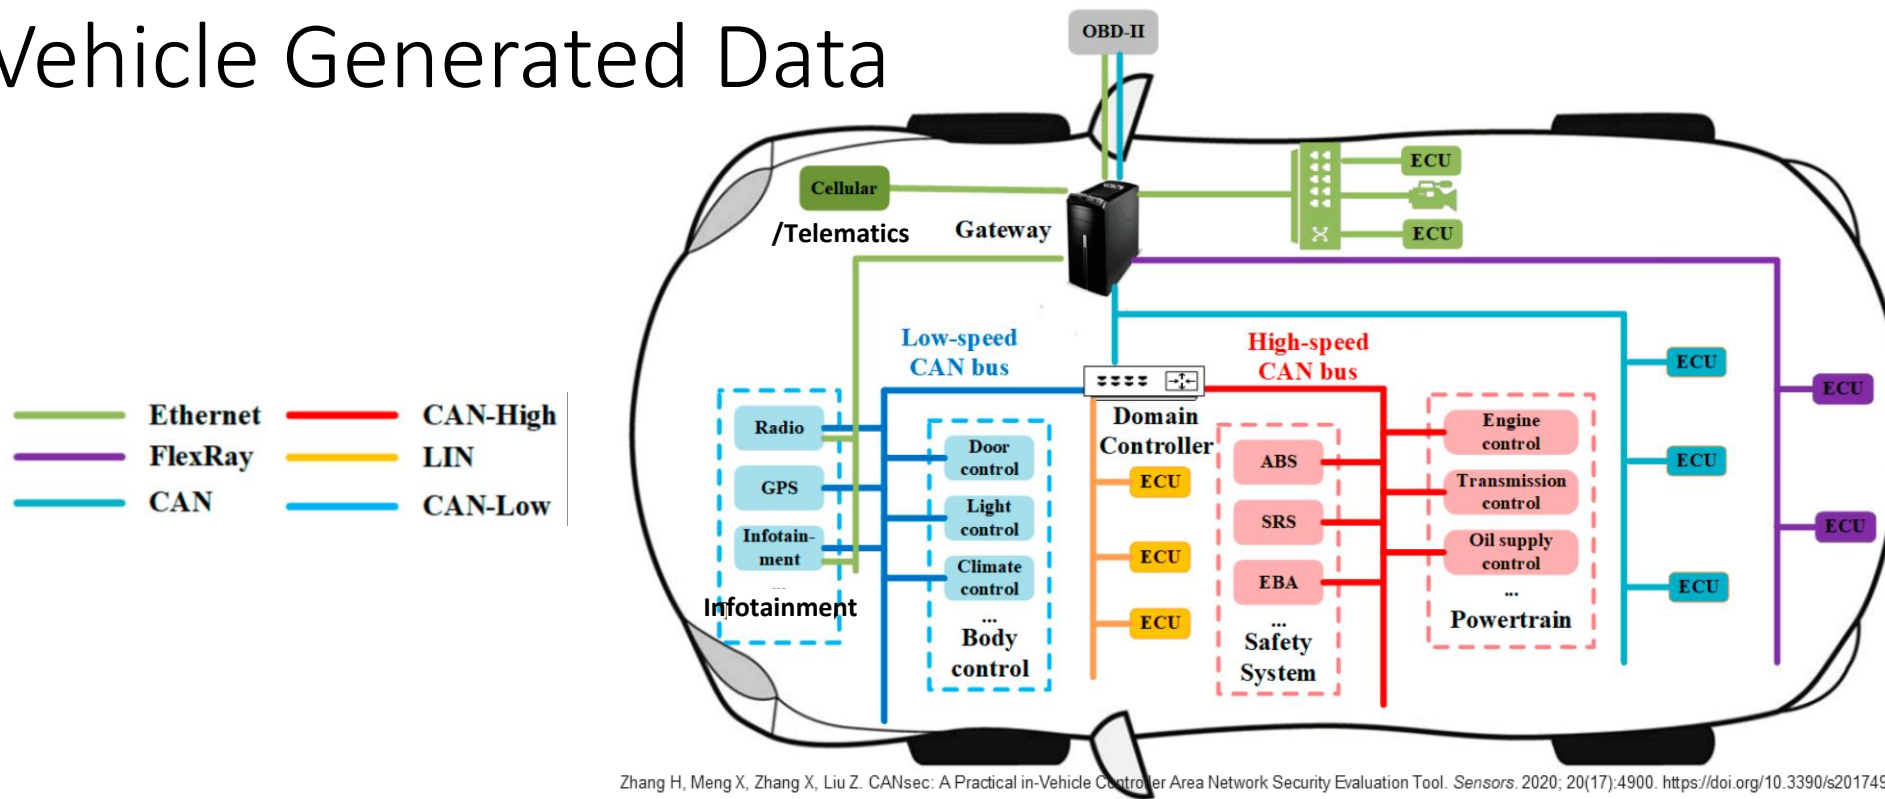 Vehicle Generated Data
OBD-II
Cellular
/Telematics
Gateway
ECU
ECU
Low-speed
CAN bus
High-speed
CAN bus
Domain
Controller
Ethernet
FlexRay
CAN
CAN-High
LIN
CAN-Low
Radio
GPS
Infotain-
ment
...
Infotainment
Door
control
Light
control
Climate
control
...
Body
control
ECU
ECU
ECU
ABS
SRS
EBA
...
Safety
System
Engine
control
Transmission
control
Oil supply
control
...
Powertrain
ECU
ECU
ECU
ECU
ECU
Zhang H, Meng X, Zhang X, Liu Z. CANsec: A Practical in-Vehicle Controller Area Network Security Evaluation Tool. Sensors. 2020; 20(17):4900. https://doi.org/10.3390/s201749